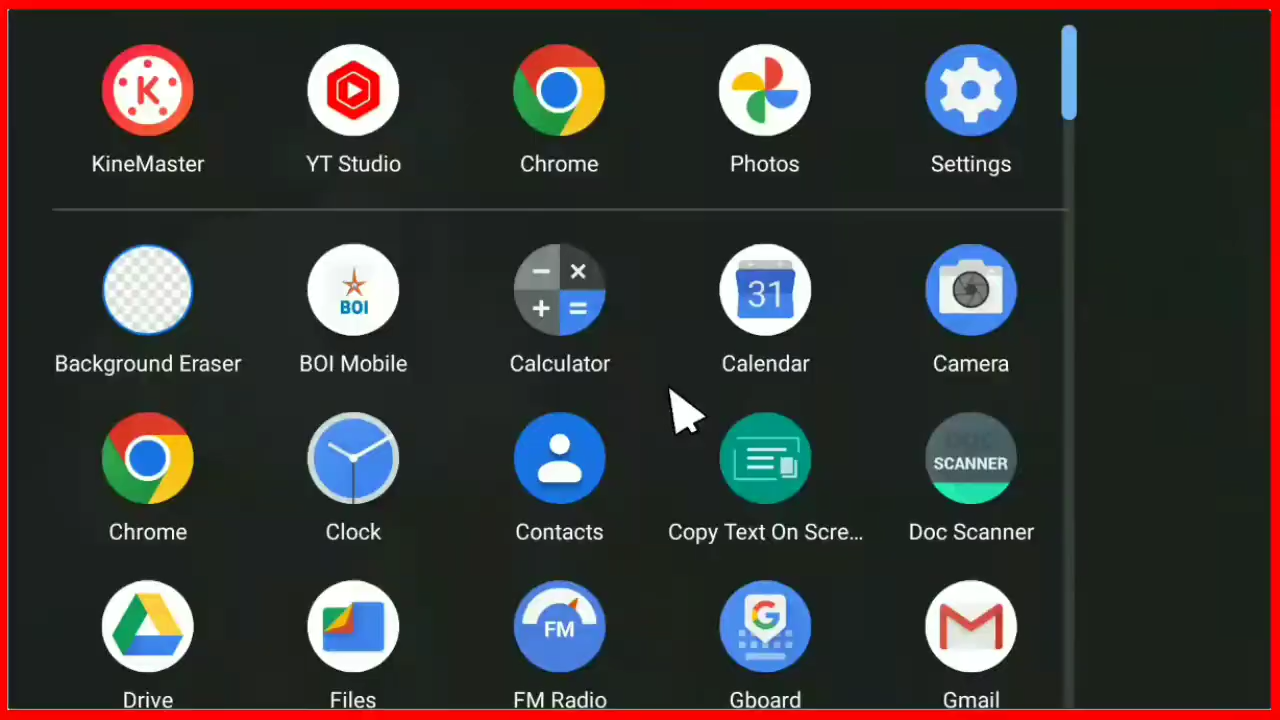 K
KineMaster
YT Studio
Chrome
Photos
Settings
BOI
31
Background Eraser
BOI Mobile
Calculator
Calendar
Camera
DOC
SCANNER
Chrome
Clock
Contacts
Copy Text On Scre...
Doc Scanner
FM
G
Drive
Files
FM Radio
Gboard
Gmail